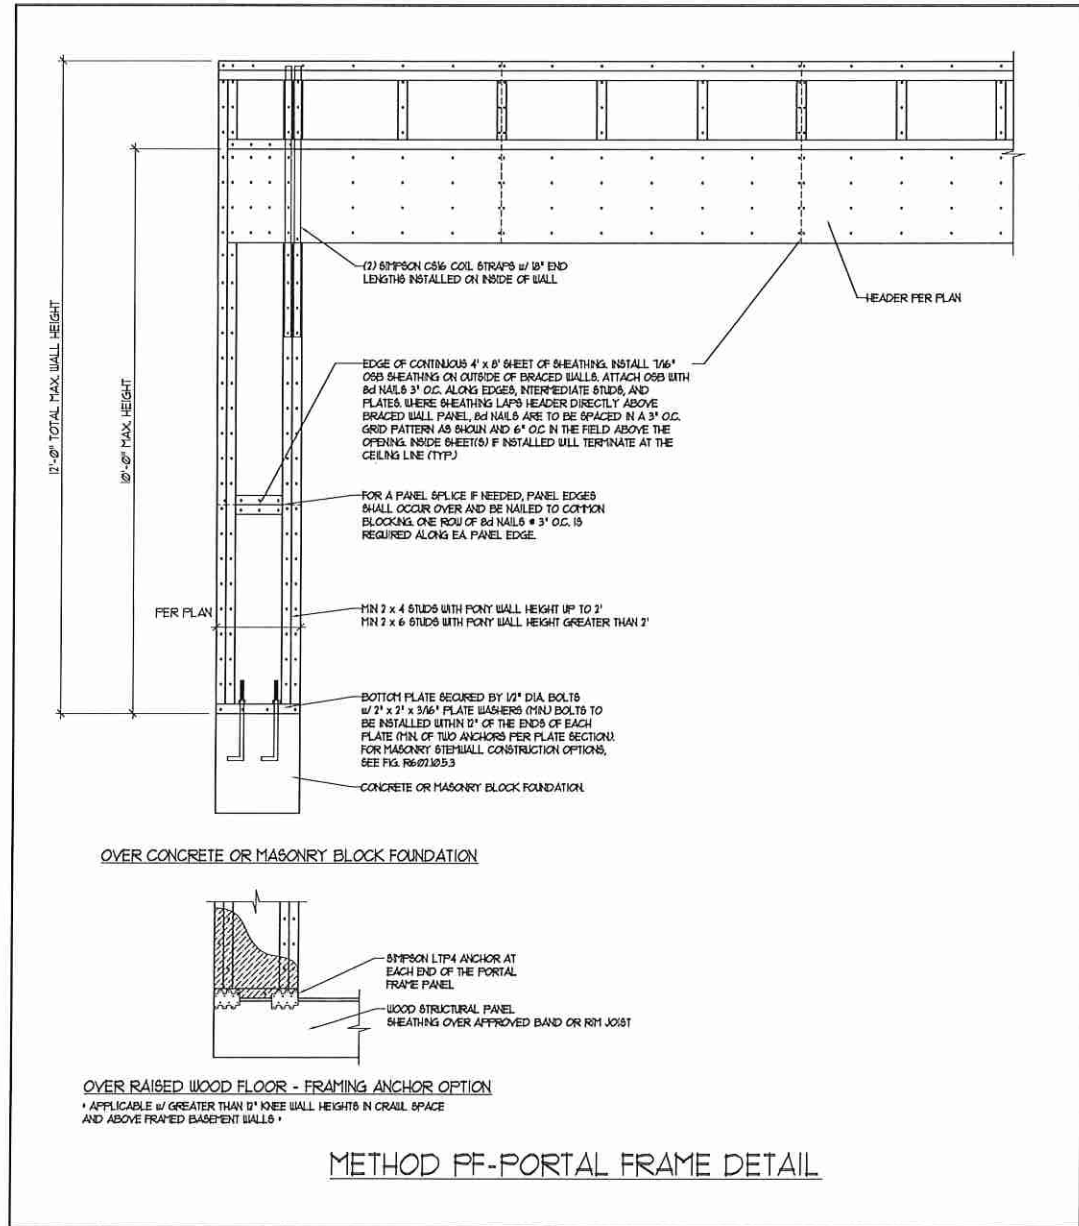 (2) SIMPSON CS16 COIL STRAPS w/ 18" END
LENGTHS INSTALLED ON INSIDE OF WALL
HEADER PER PLAN
12'-0" TOTAL MAX. WALL HEIGHT
10'-0" MAX. HEIGHT
EDGE OF CONTINUOUS 4' x 8' SHEET OF SHEATHING. INSTALL 7/16"
OSB SHEATHING ON OUTSIDE OF BRACED WALLS. ATTACH OSB WITH
8d NAILS 3" O.C. ALONG EDGES, INTERMEDIATE STUDS, AND
PLATES. WHERE SHEATHING LAPS HEADER DIRECTLY ABOVE
BRACED WALL PANEL, 8d NAILS ARE TO BE SPACED IN A 3" O.C.
GRID PATTERN AS SHOWN AND 6" O.C. IN THE FIELD ABOVE THE
OPENING. INSIDE SHEET(S) IF INSTALLED WILL TERMINATE AT THE
CEILING LINE (TYP.)
FOR A PANEL SPLICE IF NEEDED, PANEL EDGES
SHALL OCCUR OVER AND BE NAILED TO COMMON
BLOCKING. ONE ROW OF 8d NAILS @ 3" O.C. IS
REQUIRED ALONG EA. PANEL EDGE.
PER PLAN
MIN 2 x 4 STUDS WITH PONY WALL HEIGHT UP TO 2'
MIN 2 x 6 STUDS WITH PONY WALL HEIGHT GREATER THAN 2'
BOTTOM PLATE SECURED BY 1/2" DIA. BOLTS
w/ 2" x 2" x 3/16" PLATE WASHERS (MIN.) BOLTS TO
BE INSTALLED WITHIN 12" OF THE ENDS OF EACH
PLATE (MIN. OF TWO ANCHORS PER PLATE SECTION).
FOR MASONRY STEMWALL CONSTRUCTION OPTIONS,
SEE FIG. R602.10.5.3
CONCRETE OR MASONRY BLOCK FOUNDATION.
OVER CONCRETE OR MASONRY BLOCK FOUNDATION
SIMPSON LTP4 ANCHOR AT
EACH END OF THE PORTAL
FRAME PANEL
WOOD STRUCTURAL PANEL
SHEATHING OVER APPROVED BAND OR RIM JOIST
OVER RAISED WOOD FLOOR - FRAMING ANCHOR OPTION
* APPLICABLE w/ GREATER THAN 12" KNEE WALL HEIGHTS IN CRAWL SPACE
AND ABOVE FRAMED BASEMENT WALLS *
METHOD PF-PORTAL FRAME DETAIL